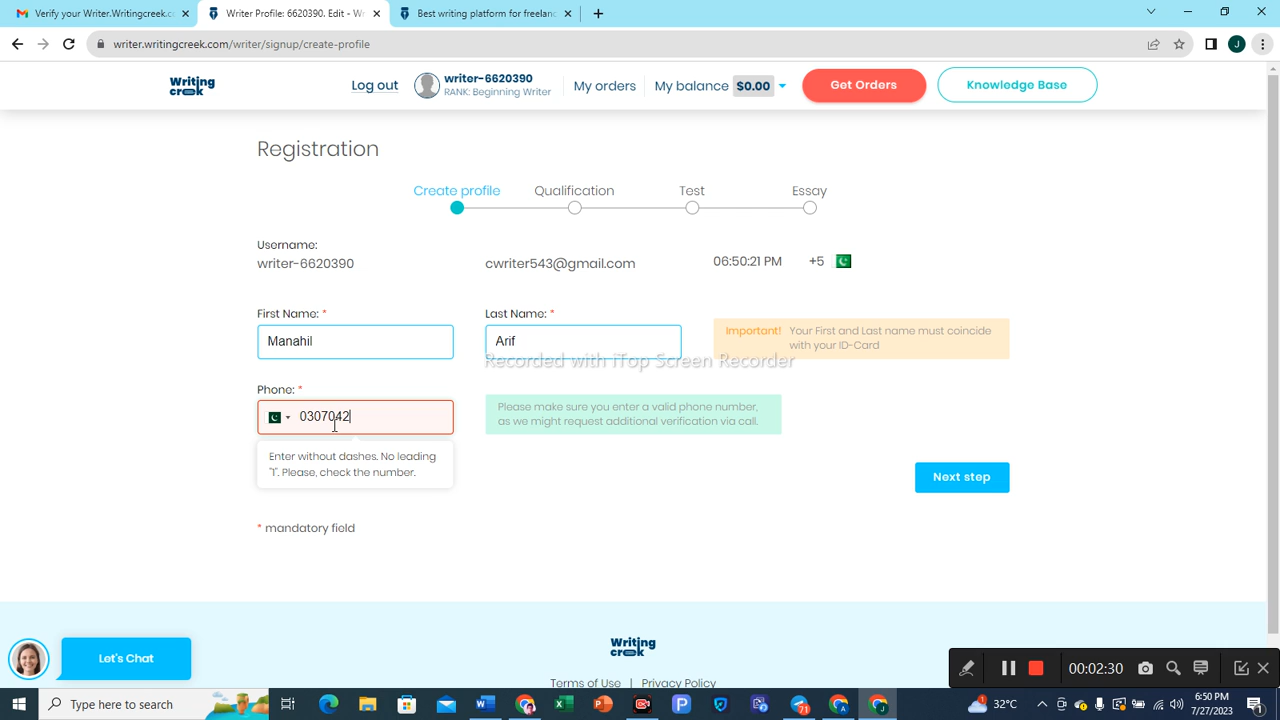 Verify your Writer.Writingcreek.c
Writer Profile: 6620390. Edit - Wr
Best writing platform for freelanc
writer.writingcreek.com/writer/signup/create-profile
J
Writing
creek
Log out
writer-6620390
RANK: Beginning Writer
My orders
My balance $0.00
Get Orders
Knowledge Base
Registration
Create profile
Qualification
Test
Essay
Username:
writer-6620390
cwriter543@gmail.com
06:50:21 PM
+5
First Name: *
Last Name: *
Manahil
Arif
Important! Your First and Last name must coincide
with your ID-Card
Recorded with iTop Screen Recorder
Phone: *
0307042
Please make sure you enter a valid phone number,
as we might request additional verification via call.
Enter without dashes. No leading
"1". Please, check the number.
Next step
* mandatory field
Let's Chat
Writing
creek
Terms of Use | Privacy Policy
00:02:30
Type here to search
71
32°C
6:50 PM
7/27/2023